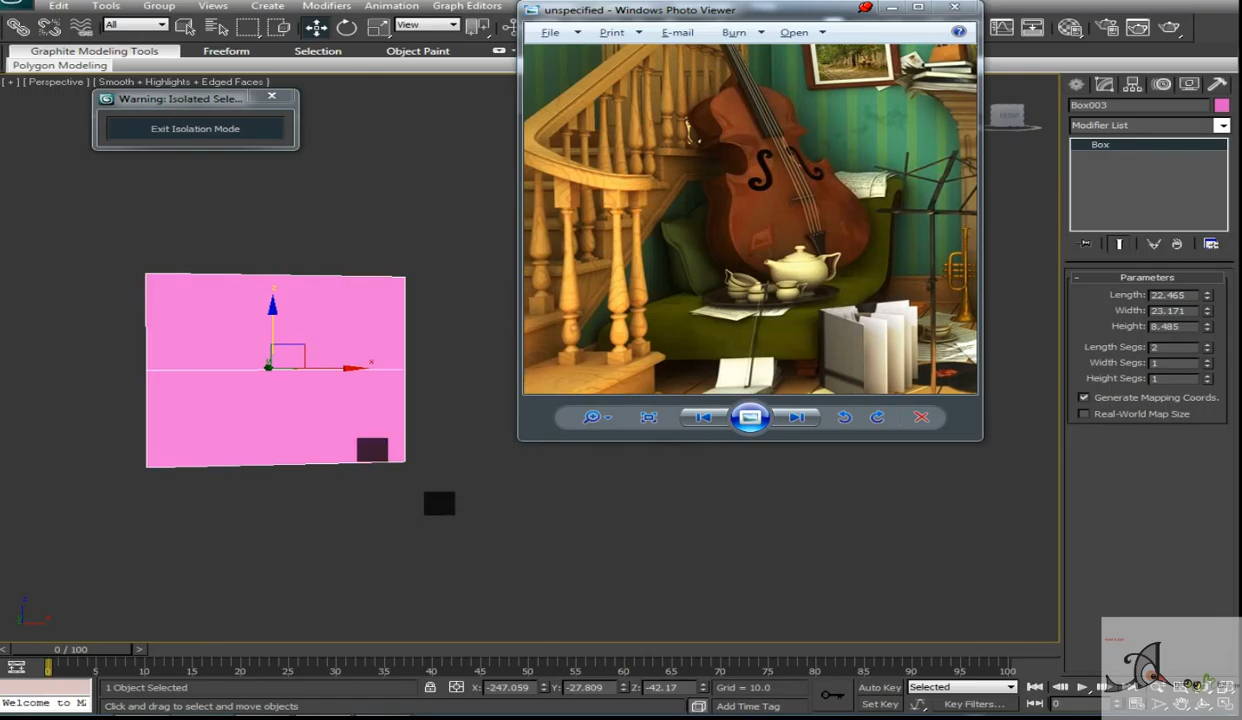 Edit Tools Group Views Create Modifiers Animation Graph Editors
All View
Graphite Modeling Tools Freeform Selection Object Paint
Polygon Modeling
[ + ] [ Perspective ] [ Smooth + Highlights + Edged Faces ]
Warning: Isolated Sele...
Exit Isolation Mode
unspecified - Windows Photo Viewer
File Print E-mail Burn Open
Box003
Modifier List
Box
Parameters
Length: 22.465
Width: 23.171
Height: 8.485
Length Segs: 2
Width Segs: 1
Height Segs: 1
Generate Mapping Coords.
Real-World Map Size
z
x
0 / 100
0 5 10 15 20 25 30 35 40 45 50 55 60 65 70 75 80 85 90 95 100
1 Object Selected X: -247.059 Y: -27.809 Z: -42.17 Grid = 10.0 Auto Key Selected
Welcome to MA Click and drag to select and move objects Add Time Tag Set Key Key Filters... 0